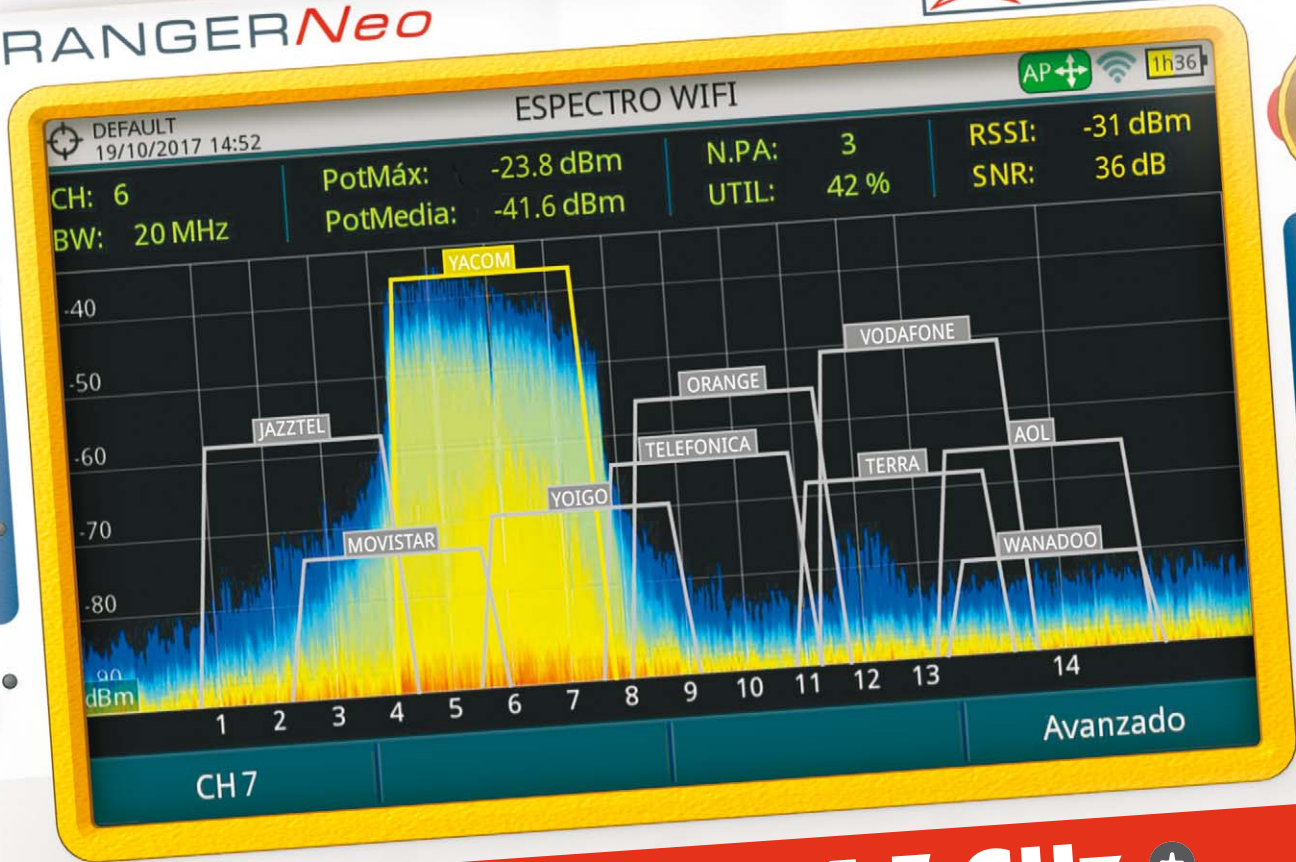 RANGERNeo
DEFAULT
19/10/2017 14:52
ESPECTRO WIFI
AP
1h36
CH: 6
BW: 20 MHz
PotMáx: -23.8 dBm
PotMedia: -41.6 dBm
N.PA: 3
UTIL: 42 %
RSSI: -31 dBm
SNR: 36 dB
YACOM
-40
VODAFONE
-50
ORANGE
JAZZTEL
TELEFONICA
AOL
-60
TERRA
YOIGO
-70
MOVISTAR
WANADOO
-80
90
dBm
1 2 3 4 5 6 7 8 9 10 11 12 13 14
CH 7
Avanzado